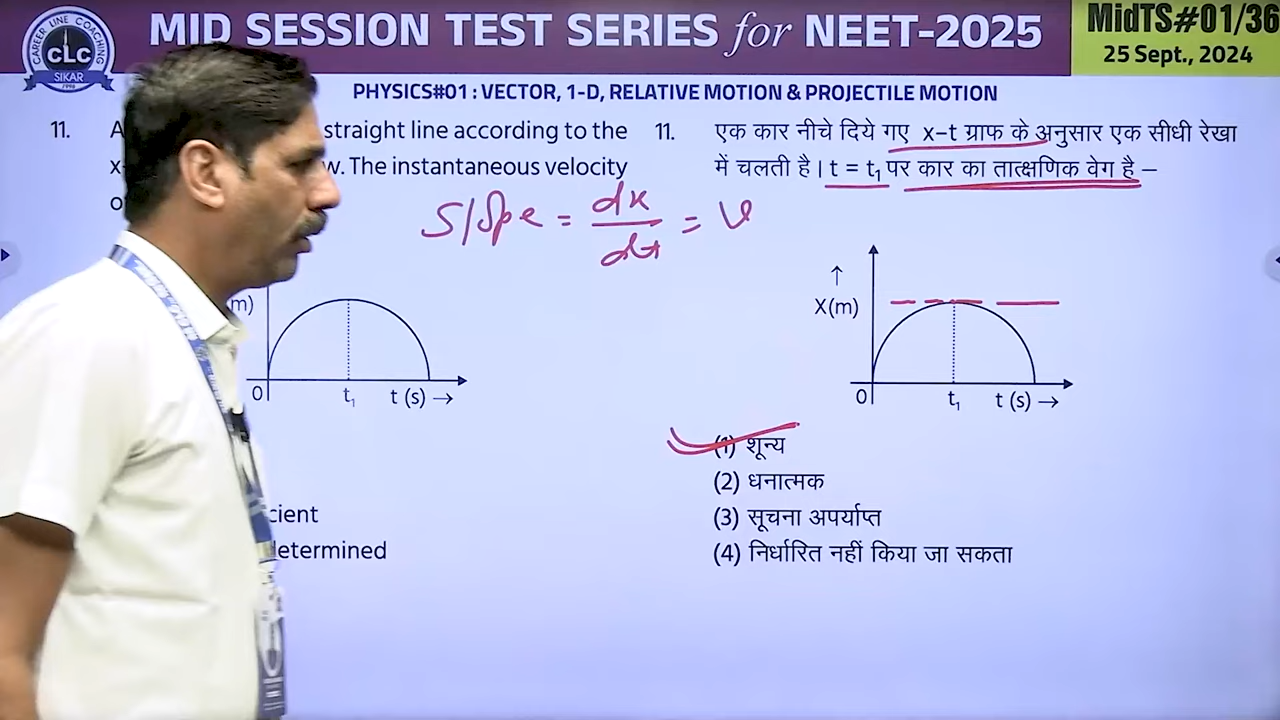 MID SESSION TEST SERIES for NEET-2025
MidTS#01/36
25 Sept., 2024
CAREER LINE COACHING
CLC
SIKAR
PHYSICS#01 : VECTOR, 1-D, RELATIVE MOTION & PROJECTILE MOTION
11. A straight line according to the
x- w. The instantaneous velocity
o
Slope = dx/dt = v
m)
0 t₁ t (s) →
cient
determined
11. एक कार नीचे दिये गए x–t ग्राफ के अनुसार एक सीधी रेखा
में चलती है। t = t₁ पर कार का तात्क्षणिक वेग है –
↑
X(m)
0 t₁ t (s) →
(1) शून्य
(2) धनात्मक
(3) सूचना अपर्याप्त
(4) निर्धारित नहीं किया जा सकता